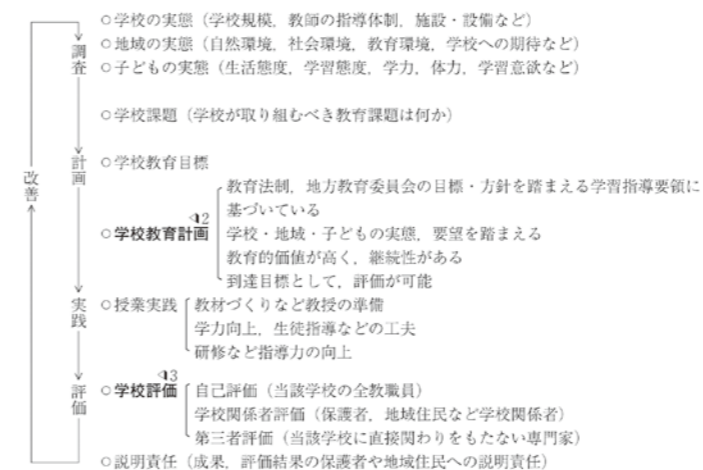 ○学校の実態（学校規模，教師の指導体制，施設・設備など）
○地域の実態（自然環境，社会環境，教育環境，学校への期待など）
調査
○子どもの実態（生活態度，学習態度，学力，体力，学習意欲など）
○学校課題（学校が取り組むべき教育課題は何か）
計画
○学校教育目標
改善
教育法制，地方教育委員会の目標・方針を踏まえる学習指導要領に
基づいている
2
○学校教育計画
学校・地域・子どもの実態，要望を踏まえる
教育的価値が高く，継続性がある
到達目標として，評価が可能
実践
○授業実践
教材づくりなど教授の準備
学力向上，生徒指導などの工夫
研修など指導力の向上
3
評価
○学校評価
自己評価（当該学校の全教職員）
学校関係者評価（保護者，地域住民など学校関係者）
第三者評価（当該学校に直接関わりをもたない専門家）
○説明責任（成果，評価結果の保護者や地域住民への説明責任）